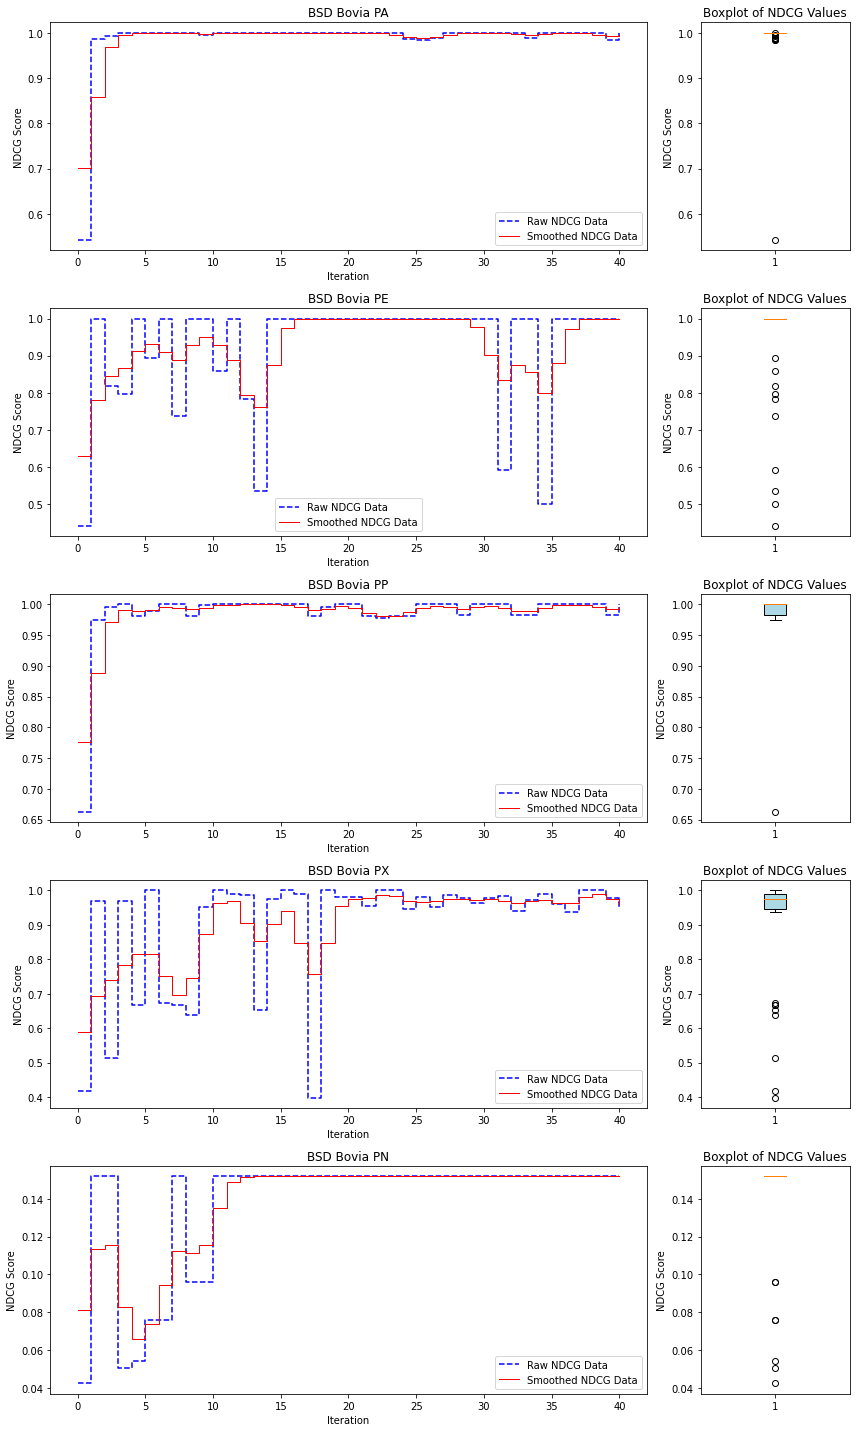 BSD Bovia PA
NDCG Score
1.0
0.9
0.8
0.7
0.6
Raw NDCG Data
Smoothed NDCG Data
0 5 10 15 20 25 30 35 40
Iteration
Boxplot of NDCG Values
NDCG Score
1.0
0.9
0.8
0.7
0.6
1
BSD Bovia PE
NDCG Score
1.0
0.9
0.8
0.7
0.6
0.5
Raw NDCG Data
Smoothed NDCG Data
0 5 10 15 20 25 30 35 40
Iteration
Boxplot of NDCG Values
NDCG Score
1.0
0.9
0.8
0.7
0.6
0.5
1
BSD Bovia PP
NDCG Score
1.00
0.95
0.90
0.85
0.80
0.75
0.70
0.65
Raw NDCG Data
Smoothed NDCG Data
0 5 10 15 20 25 30 35 40
Iteration
Boxplot of NDCG Values
NDCG Score
1.00
0.95
0.90
0.85
0.80
0.75
0.70
0.65
1
BSD Bovia PX
NDCG Score
1.0
0.9
0.8
0.7
0.6
0.5
0.4
Raw NDCG Data
Smoothed NDCG Data
0 5 10 15 20 25 30 35 40
Iteration
Boxplot of NDCG Values
NDCG Score
1.0
0.9
0.8
0.7
0.6
0.5
0.4
1
BSD Bovia PN
NDCG Score
0.14
0.12
0.10
0.08
0.06
0.04
Raw NDCG Data
Smoothed NDCG Data
0 5 10 15 20 25 30 35 40
Iteration
Boxplot of NDCG Values
NDCG Score
0.14
0.12
0.10
0.08
0.06
0.04
1